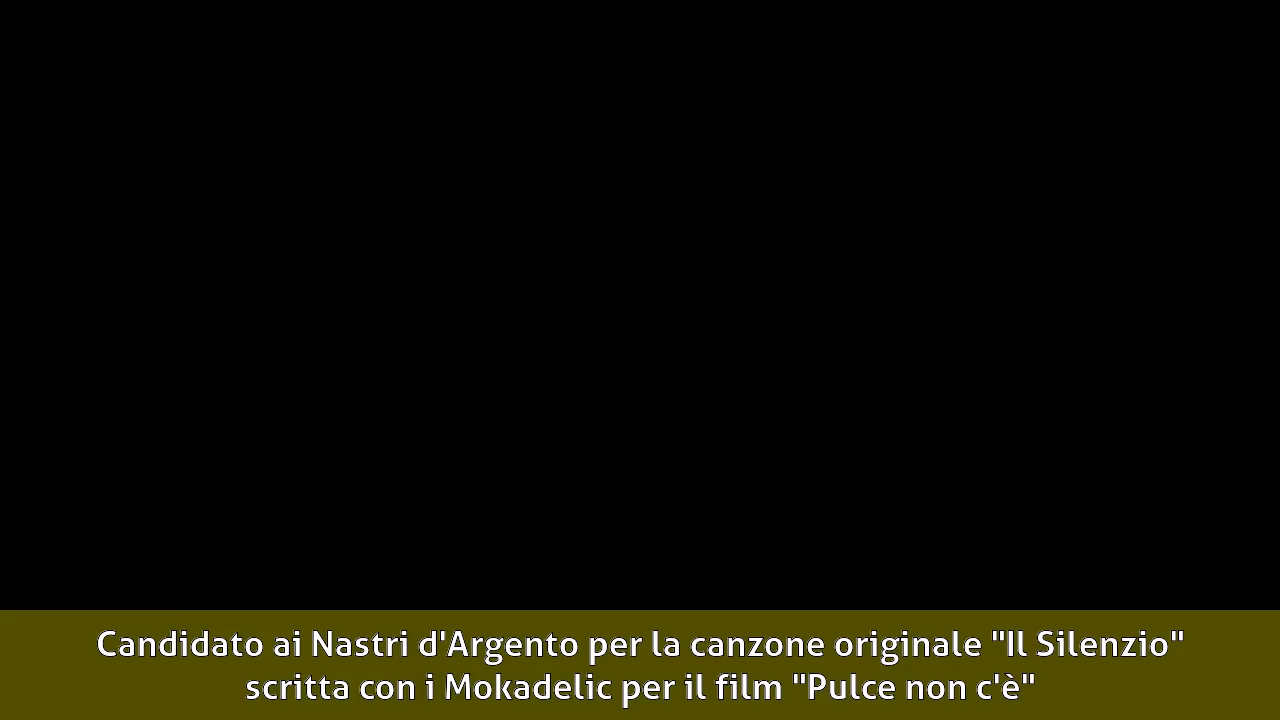 Candidato ai Nastri d'Argento per la canzone originale "Il Silenzio"
scritta con i Mokadelic per il film "Pulce non c'è"